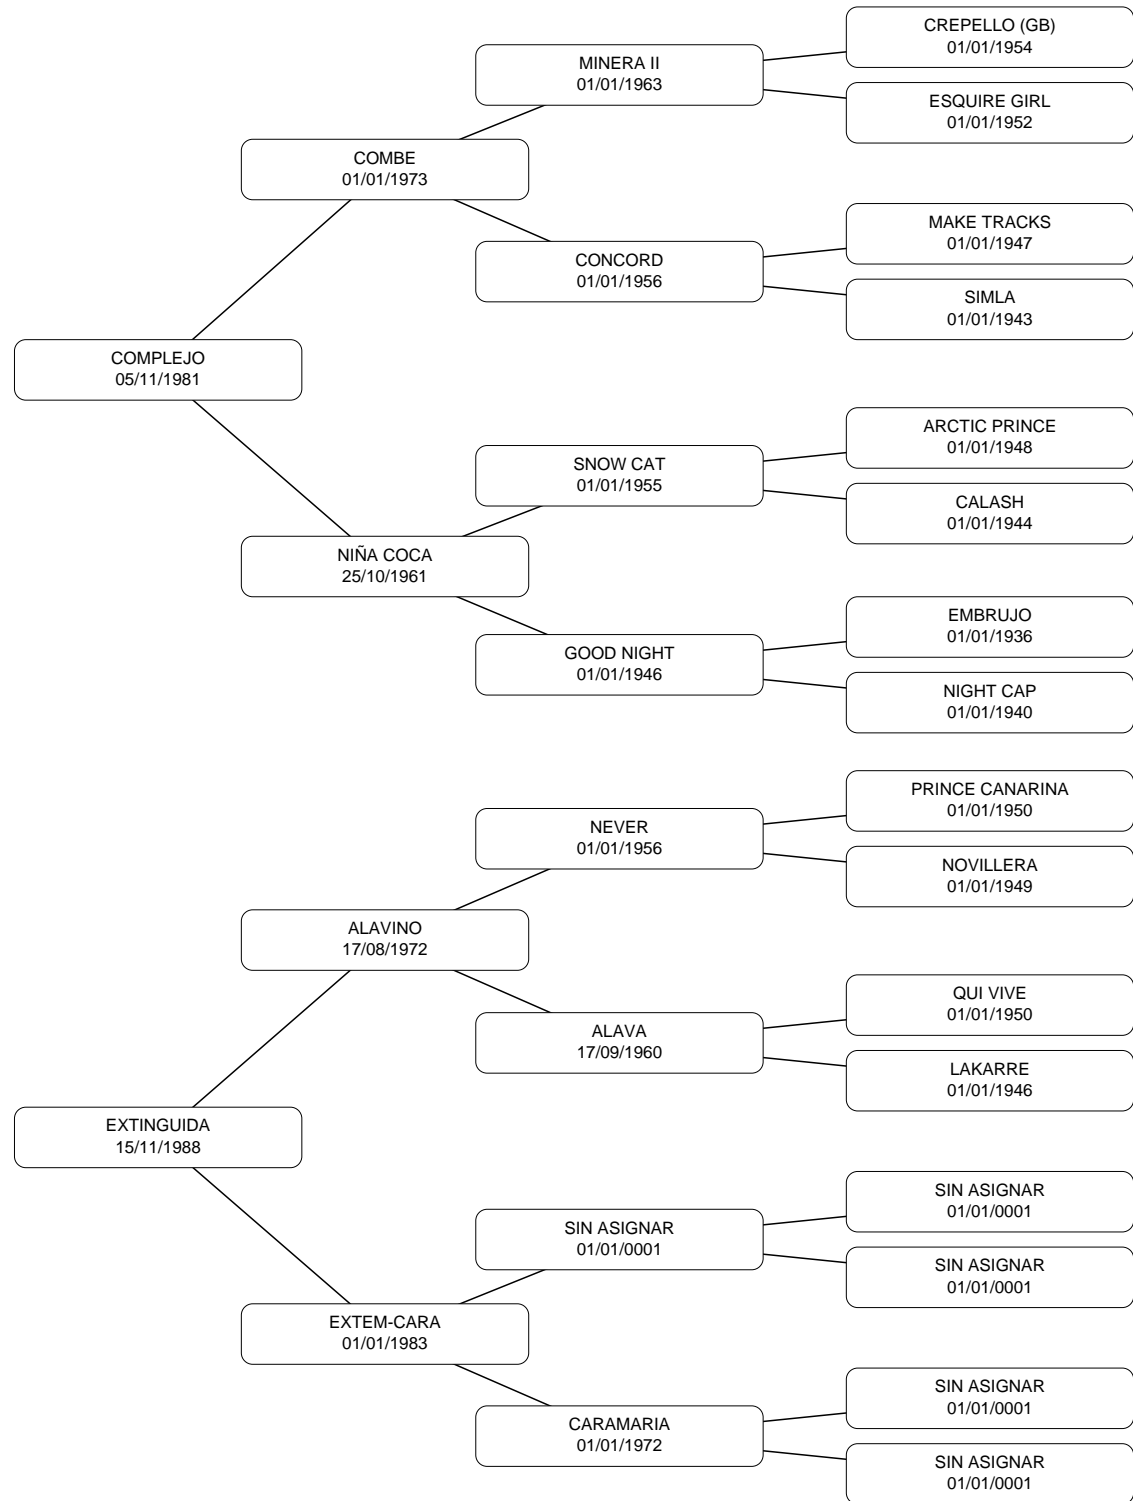 CREPELLO (GB)
01/01/1954
MINERA II
01/01/1963
ESQUIRE GIRL
01/01/1952
COMBE
01/01/1973
MAKE TRACKS
01/01/1947
CONCORD
01/01/1956
SIMLA
01/01/1943
COMPLEJO
05/11/1981
ARCTIC PRINCE
01/01/1948
SNOW CAT
01/01/1955
CALASH
01/01/1944
NIÑA COCA
25/10/1961
EMBRUJO
01/01/1936
GOOD NIGHT
01/01/1946
NIGHT CAP
01/01/1940
PRINCE CANARINA
01/01/1950
NEVER
01/01/1956
NOVILLERA
01/01/1949
ALAVINO
17/08/1972
QUI VIVE
01/01/1950
ALAVA
17/09/1960
LAKARRE
01/01/1946
EXTINGUIDA
15/11/1988
SIN ASIGNAR
01/01/0001
SIN ASIGNAR
01/01/0001
SIN ASIGNAR
01/01/0001
EXTEM-CARA
01/01/1983
SIN ASIGNAR
01/01/0001
CARAMARIA
01/01/1972
SIN ASIGNAR
01/01/0001